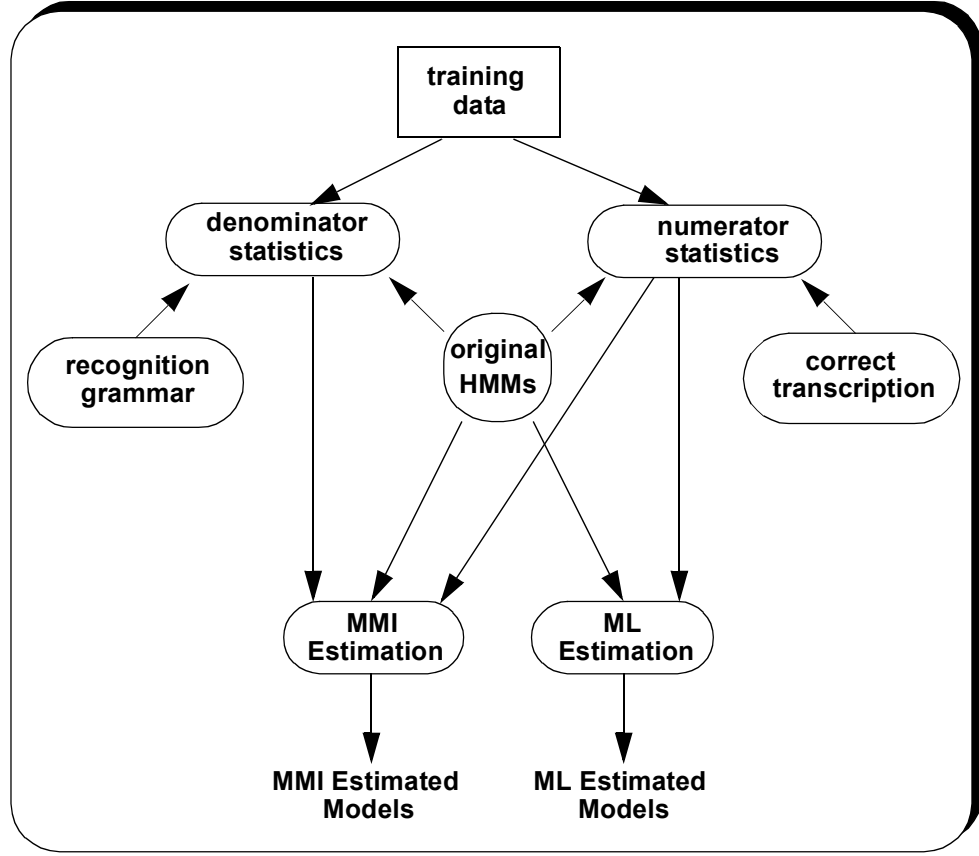 training
data
denominator
statistics
numerator
statistics
recognition
grammar
original
HMMs
correct
transcription
MMI
Estimation
ML
Estimation
MMI Estimated
Models
ML Estimated
Models